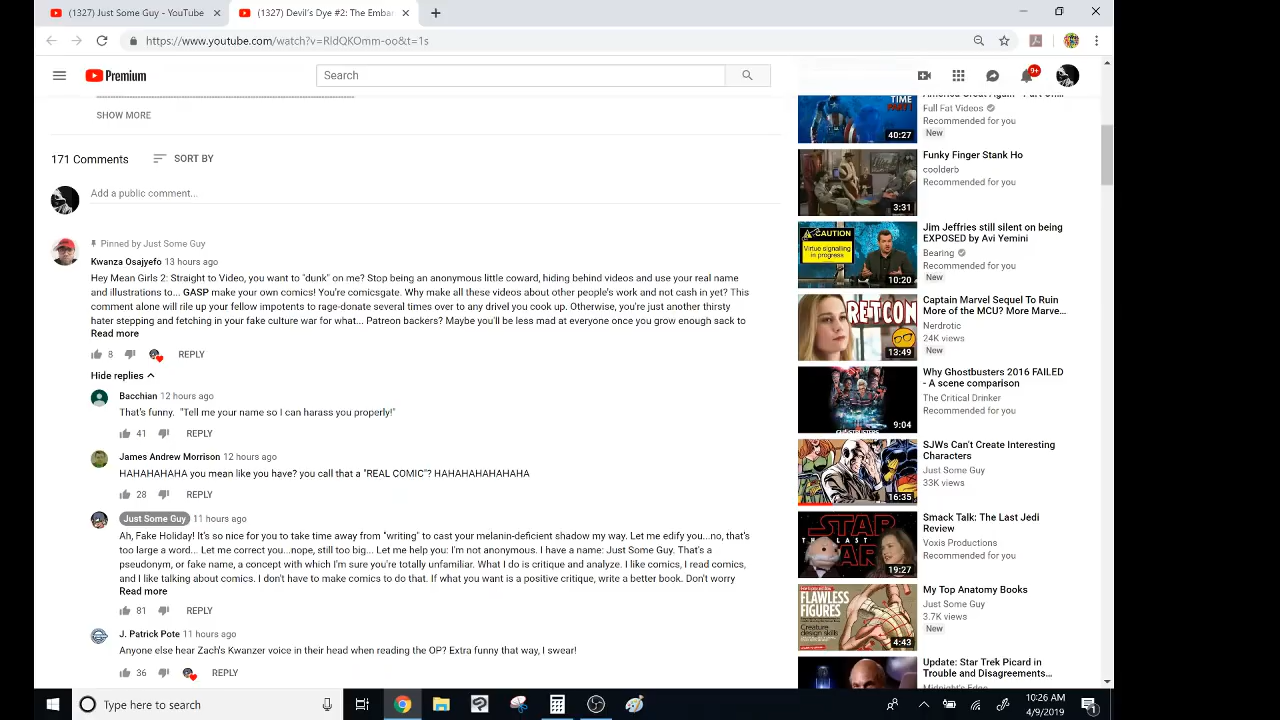 (1327) Just Some Guy - YouTube
(1327) Devil's Dye #2: The Embar
https://www.youtube.com/watch?v=RldQKOmm-oo&t=1s
Premium
Search
9+
SHOW MORE
171 Comments
SORT BY
Add a public comment...
Pinned by Just Some Guy
Kwanza Osajyefo 13 hours ago
Hey Mean Girls 2: Straight to Video, you want to "dunk" on me? Stop being an anonymous little coward, hiding behind videos and use your real name
and illustrations to... GASP make your own comics! You're comicsgate. Why make all these videos about other people's work and not cash in yet? This
comment alone will rile up your fellow impotents to rage-donate several times over to any drivel you cook up. Otherwise, you're just another thirsty
hater stepping and fetching in your fake culture war for what... Patreon backers? Maybe you'll be less mad at everyone once you grow enough sack to
Read more
8 REPLY
Hide replies
Bacchian 12 hours ago
That's funny. "Tell me your name so I can harass you properly!"
41 REPLY
James Andrew Morrison 12 hours ago
HAHAHAHAHA you mean like you have? you call that a "REAL COMIC"? HAHAHAHAHAHAHA
28 REPLY
Just Some Guy 11 hours ago
Ah, Fake Holiday! It's so nice for you to take time away from "writing" to cast your melanin-deficient shadow my way. Let me edify you...no, that's
too large a word... Let me correct you...nope, still too big... Let me help you: I'm not anonymous. I have a name: Just Some Guy. That's a
pseudonym, or fake name, a concept with which I'm sure you're totally unfamiliar. What I do is critique and analyze. I like comics, I read comics,
and I like talking about comics. I don't have to make comics to do that. If what you want is a positive critique, write a better book. Don't worry
Read more
81 REPLY
J. Patrick Pote 11 hours ago
Anyone else hear Zach's Kwanzer voice in their head when reading the OP? Extra funny that way, I swear!
36 REPLY
TIME
40:27
America Great Again - Part On...
Full Fat Videos
Recommended for you
New
3:31
Funky Finger Stank Ho
coolderb
Recommended for you
CAUTION
Virtue signalling
in progress
10:20
Jim Jeffries still silent on being
EXPOSED by Avi Yemini
Bearing
Recommended for you
New
RETCON
13:49
Captain Marvel Sequel To Ruin
More of the MCU? More Marve...
Nerdrotic
24K views
New
9:04
Why Ghostbusters 2016 FAILED
- A scene comparison
The Critical Drinker
Recommended for you
16:35
SJWs Can't Create Interesting
Characters
Just Some Guy
33K views
STAR
THE LAST
WAR
19:27
Smack Talk: The Last Jedi
Review
Voxis Productions
Recommended for you
FLAWLESS
FIGURES
Creature
design skills
4:43
My Top Anatomy Books
Just Some Guy
3.7K views
New
Update: Star Trek Picard in
Trouble and Disagreements...
Midnight's Edge
Type here to search
10:26 AM
4/9/2019
1